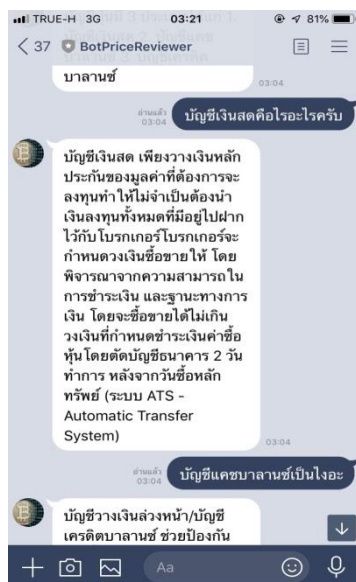 TRUE-H 3G 03:21 81%
37 BotPriceReviewer
บาลานซ์
03:04
อ่านแล้ว
03:04
บัญชีเงินสดคือไรอะไรครับ
บัญชีเงินสด เพียงวางเงินหลัก
ประกันของมูลค่าที่ต้องการจะ
ลงทุนทำให้ไม่จำเป็นต้องนำ
เงินลงทุนทั้งหมดที่มีอยู่ไปฝาก
ไว้กับโบรกเกอร์โบรกเกอร์จะ
กำหนดวงเงินซื้อขายให้ โดย
พิจารณาจากความสามารถใน
การชำระเงิน และฐานะทางการ
เงิน โดยจะซื้อขายได้ไม่เกิน
วงเงินที่กำหนดชำระเงินค่าซื้อ
หุ้นโดยตัดบัญชีธนาคาร 2 วัน
ทำการ หลังจากวันซื้อหลัก
ทรัพย์ (ระบบ ATS -
Automatic Transfer
System)
03:04
อ่านแล้ว
03:04
บัญชีแคชบาลานซ์เป็นไงอะ
บัญชีวางเงินล่วงหน้า/บัญชี
เครดิตบาลานซ์ ช่วยป้องกัน
Aa